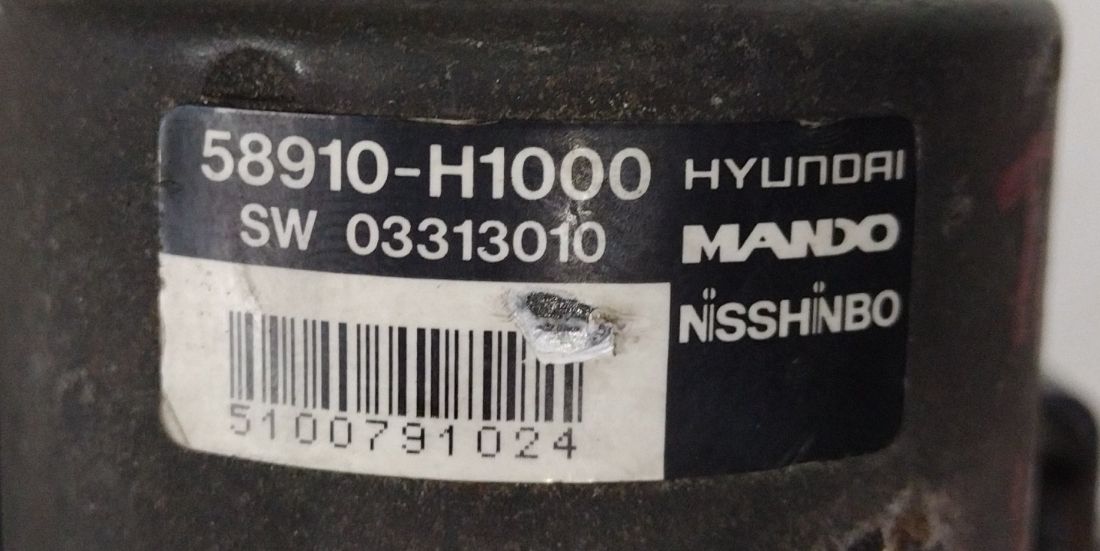 58910-H1000
SW 03313010
5100791024
HYUNDAI
MANDO
NiSSHiNBO